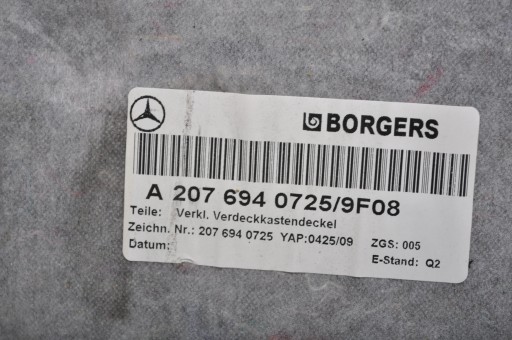 BORGERS
A 207 694 0725/9F08
Teile: Verkl. Verdeckkastendeckel
Zeichn. Nr.: 207 694 0725 YAP:0425/09 ZGS: 005
Datum: E-Stand: Q2